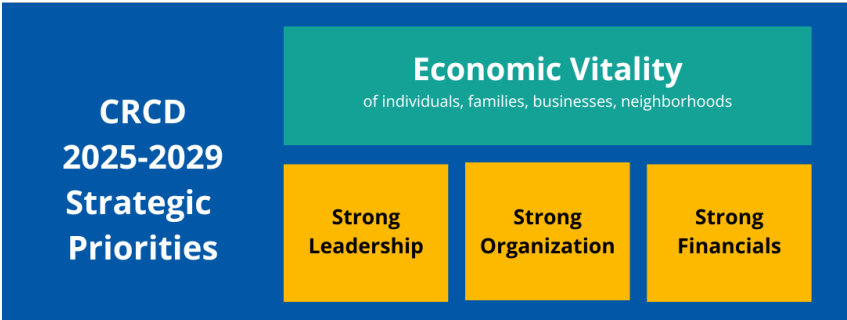 CRCD
2025-2029
Strategic
Priorities
Economic Vitality
of individuals, families, businesses, neighborhoods
Strong
Leadership
Strong
Organization
Strong
Financials